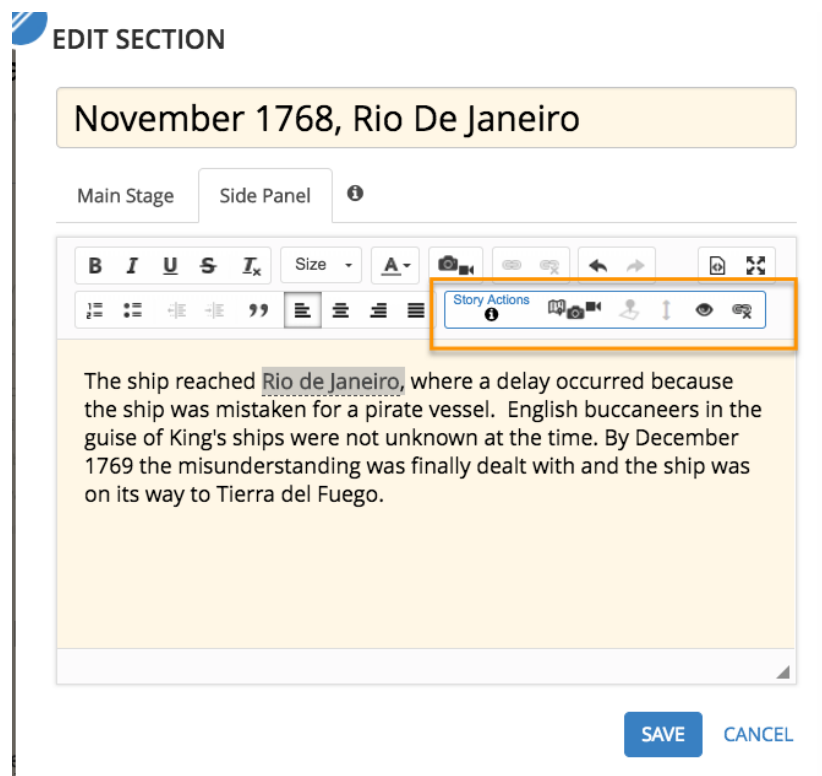 EDIT SECTION
November 1768, Rio De Janeiro
Main Stage Side Panel
B I U S Tx Size A
Story Actions
The ship reached Rio de Janeiro, where a delay occurred because
the ship was mistaken for a pirate vessel.  English buccaneers in the
guise of King's ships were not unknown at the time. By December
1769 the misunderstanding was finally dealt with and the ship was
on its way to Tierra del Fuego.
SAVE CANCEL